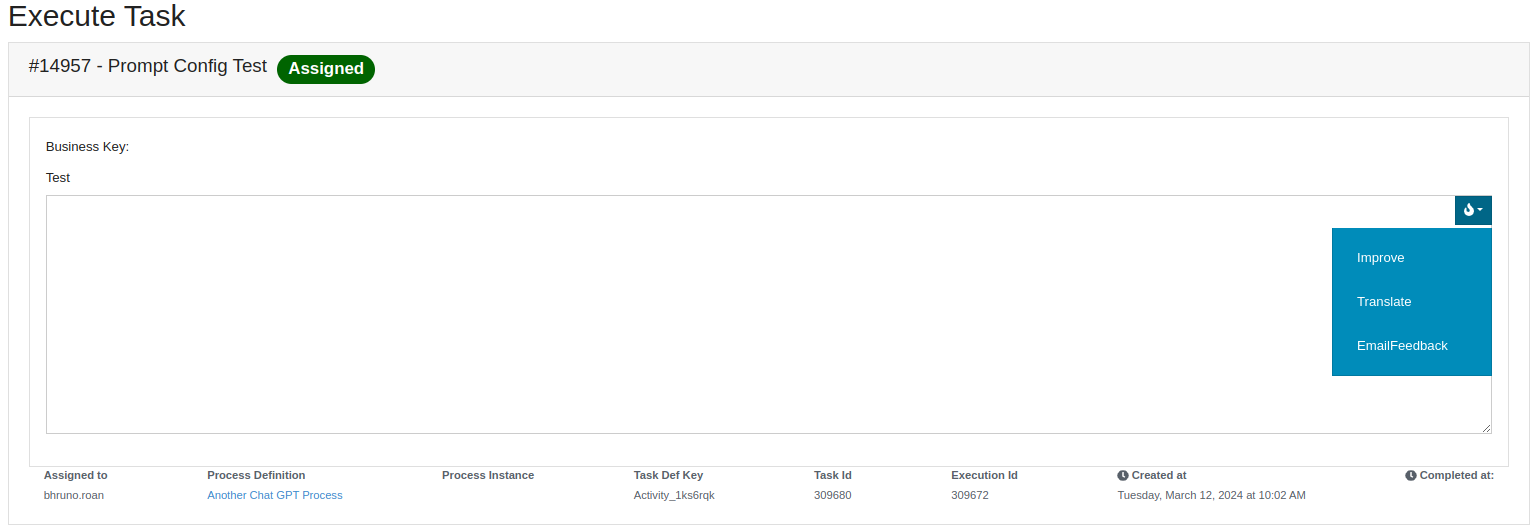 Execute Task
#14957 - Prompt Config Test Assigned
Business Key:
Test
Improve
Translate
EmailFeedback
Assigned to Process Definition Process Instance Task Def Key Task Id Execution Id Created at Completed at:
bhruno.roan Another Chat GPT Process Activity_1ks6rqk 309680 309672 Tuesday, March 12, 2024 at 10:02 AM